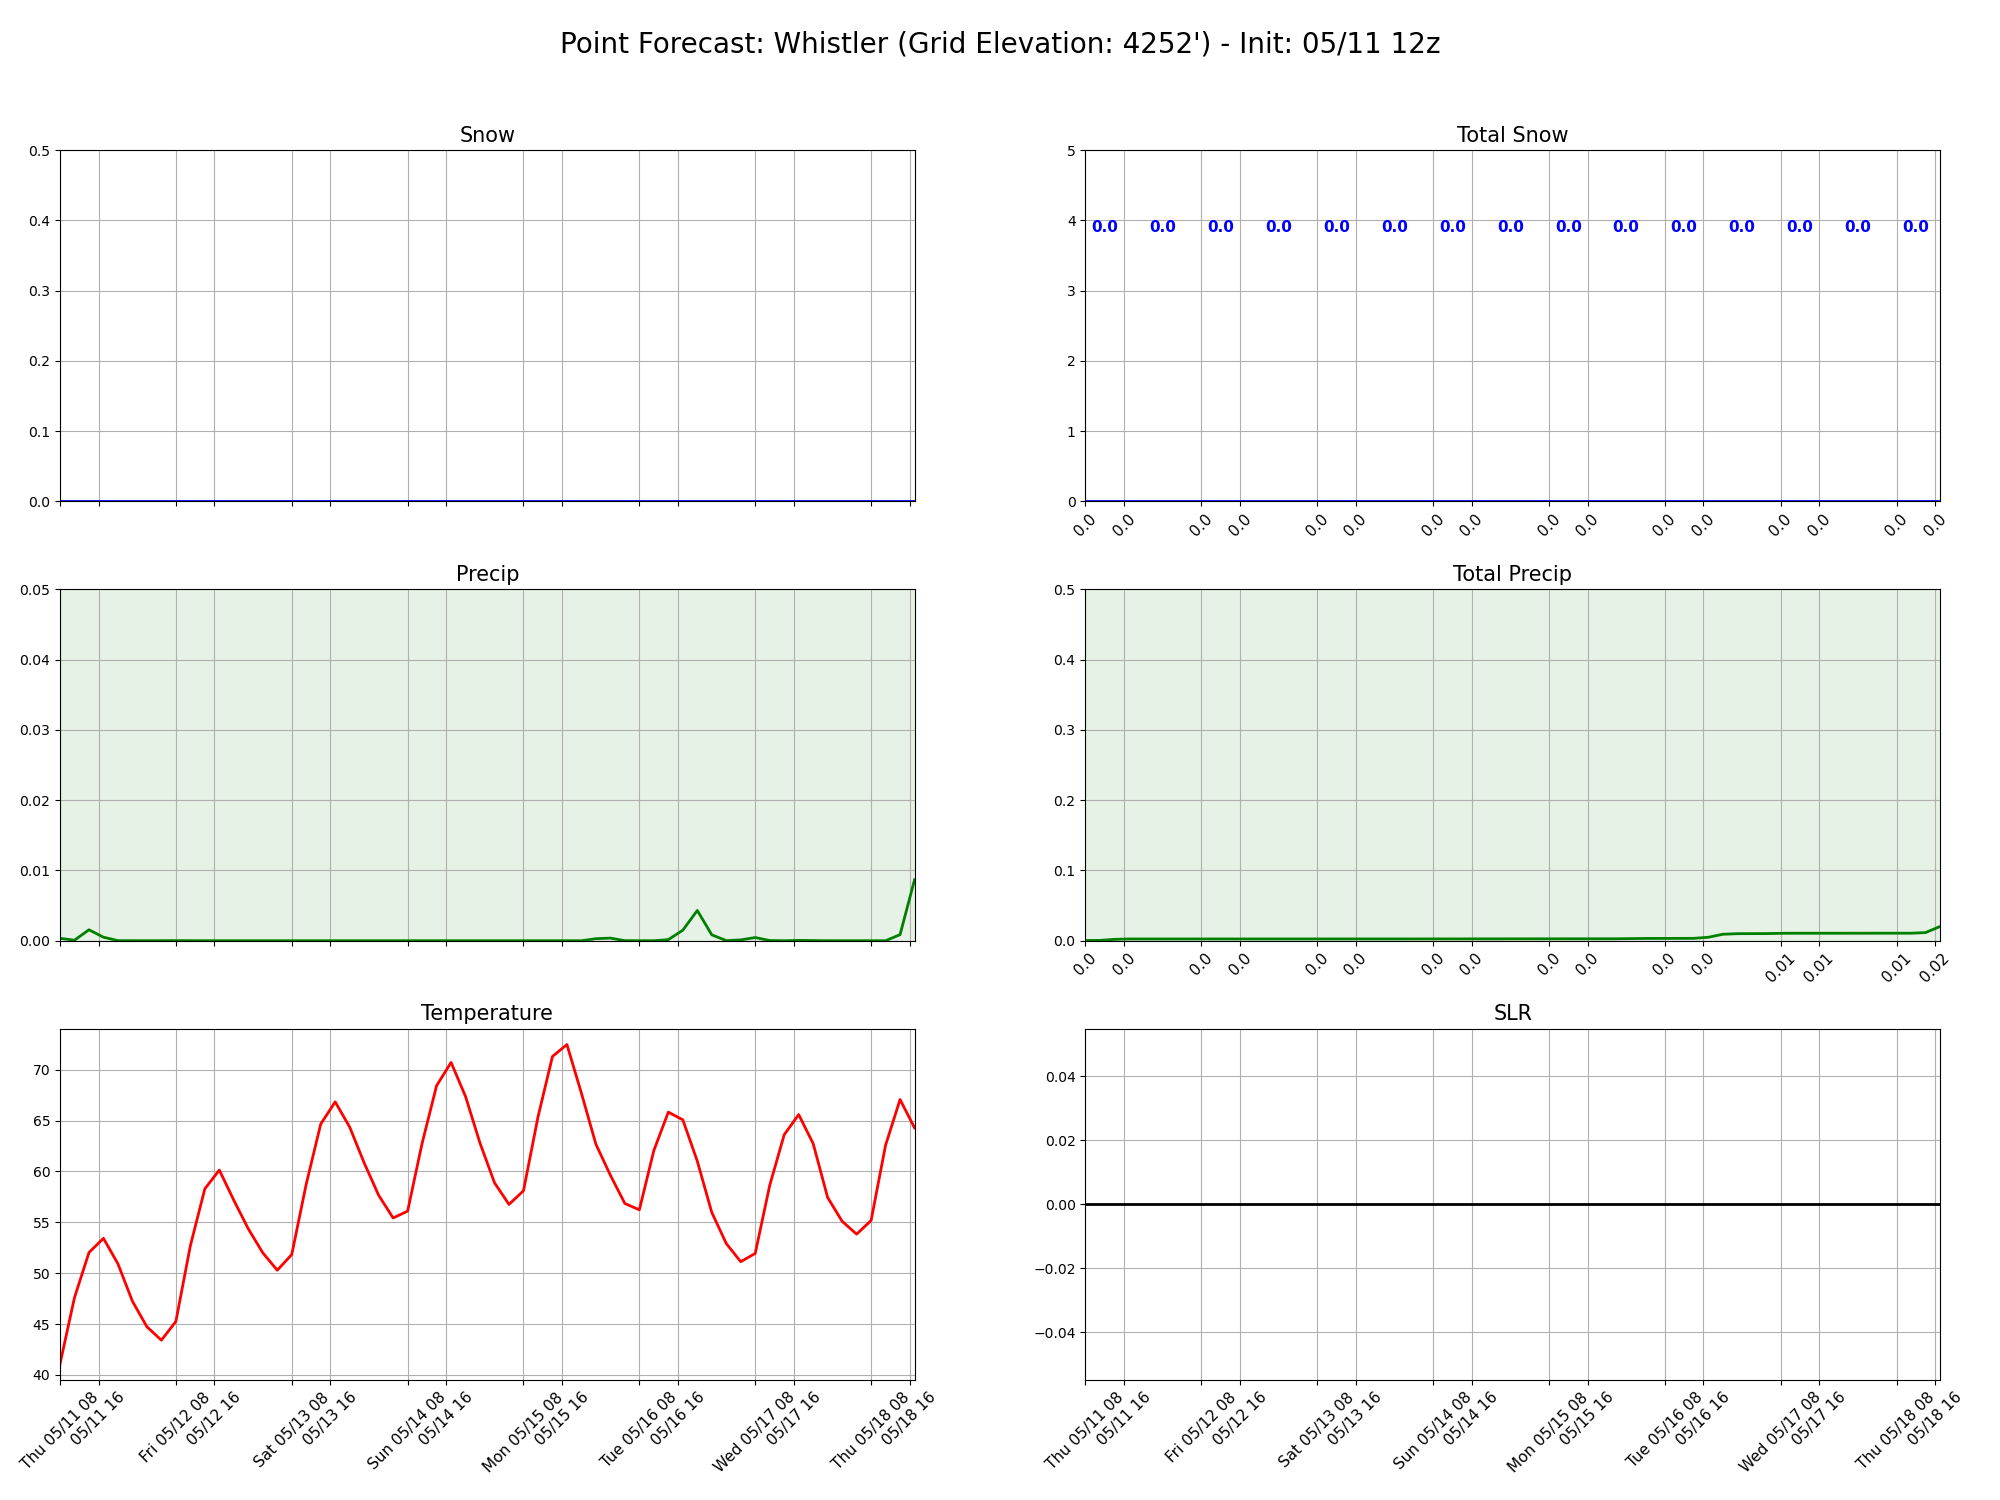 Point Forecast: Whistler (Grid Elevation: 4252') - Init: 05/11 12z
Snow
0.5
0.4
0.3
0.2
0.1
0.0
Total Snow
5
4
3
2
1
0
0.0 0.0 0.0 0.0 0.0 0.0 0.0 0.0 0.0 0.0 0.0 0.0 0.0 0.0 0.0
0.0 0.0 0.0 0.0 0.0 0.0 0.0 0.0 0.0 0.0 0.0 0.0 0.0 0.0 0.0 0.0
Precip
0.05
0.04
0.03
0.02
0.01
0.00
Total Precip
0.5
0.4
0.3
0.2
0.1
0.0
0.0 0.0 0.0 0.0 0.0 0.0 0.0 0.0 0.0 0.0 0.0 0.0 0.01 0.01 0.01 0.02
Temperature
70
65
60
55
50
45
40
Thu 05/11 08
05/11 16
Fri 05/12 08
05/12 16
Sat 05/13 08
05/13 16
Sun 05/14 08
05/14 16
Mon 05/15 08
05/15 16
Tue 05/16 08
05/16 16
Wed 05/17 08
05/17 16
Thu 05/18 08
05/18 16
SLR
0.04
0.02
0.00
−0.02
−0.04
Thu 05/11 08
05/11 16
Fri 05/12 08
05/12 16
Sat 05/13 08
05/13 16
Sun 05/14 08
05/14 16
Mon 05/15 08
05/15 16
Tue 05/16 08
05/16 16
Wed 05/17 08
05/17 16
Thu 05/18 08
05/18 16